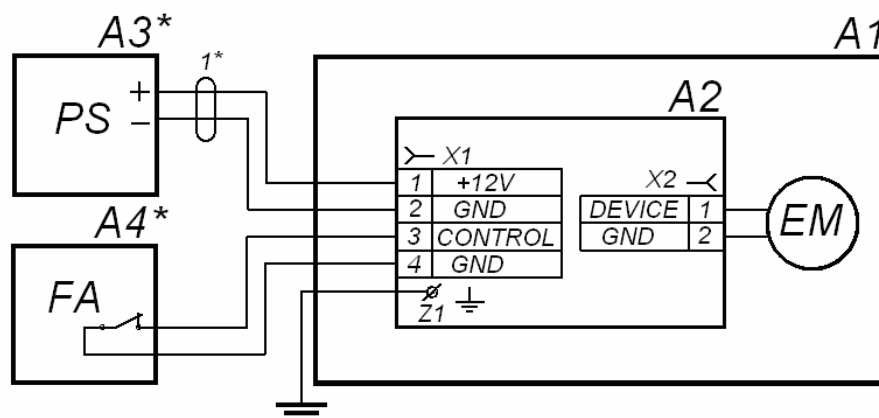 A3*
1*
A1
PS
+
−
A2
X1
1 +12V
2 GND
3 CONTROL
4 GND
Z1
X2
DEVICE 1
GND 2
EM
A4*
FA